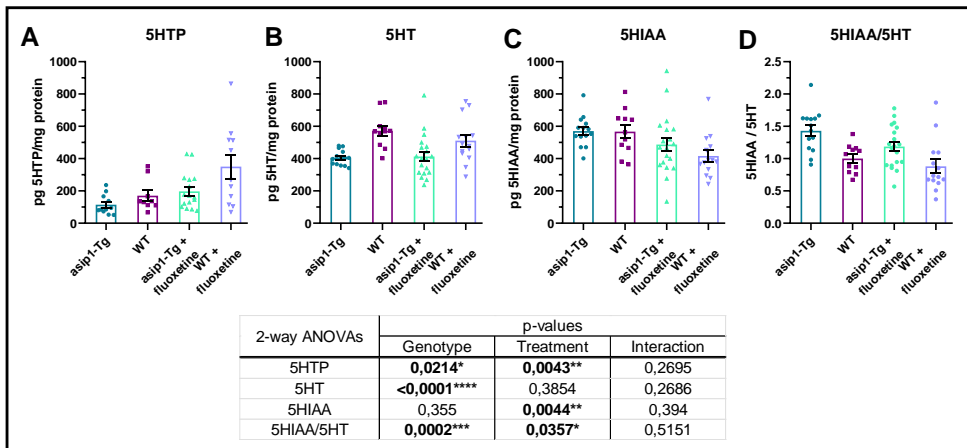 A 5HTP
B 5HT
C 5HIAA
D 5HIAA/5HT
pg 5HTP/mg protein
1000
800
600
400
200
0
asip1-Tg
WT
asip1-Tg +
fluoxetine
WT +
fluoxetine
pg 5HT/mg protein
1000
800
600
400
200
0
asip1-Tg
WT
asip1-Tg +
fluoxetine
WT +
fluoxetine
pg 5HIAA/mg protein
1000
800
600
400
200
0
asip1-Tg
WT
asip1-Tg +
fluoxetine
WT +
fluoxetine
5HIAA / 5HT
2.5
2.0
1.5
1.0
0.5
0.0
asip1-Tg
WT
asip1-Tg +
fluoxetine
WT +
fluoxetine
2-way ANOVAs p-values
Genotype Treatment Interaction
5HTP 0,0214* 0,0043** 0,2695
5HT <0,0001**** 0,3854 0,2686
5HIAA 0,355 0,0044** 0,394
5HIAA/5HT 0,0002*** 0,0357* 0,5151